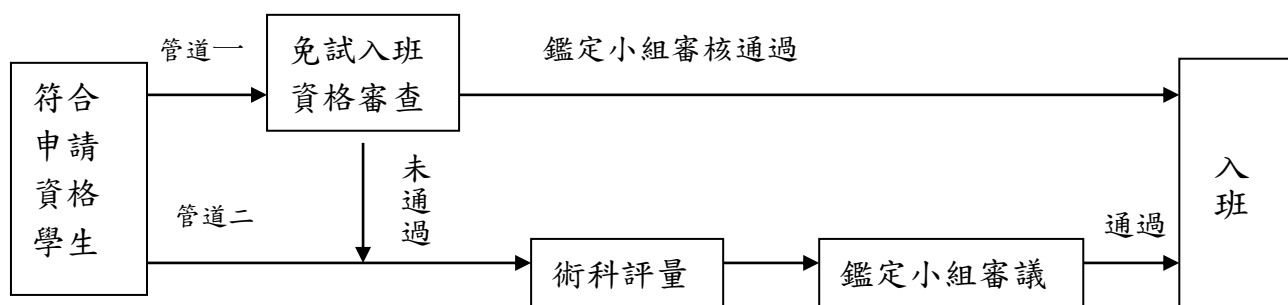 符合
申請
資格
學生
管道一
免試入班
資格審查
鑑定小組審核通過
未
通
過
管道二
術科評量
鑑定小組審議
通過
入
班